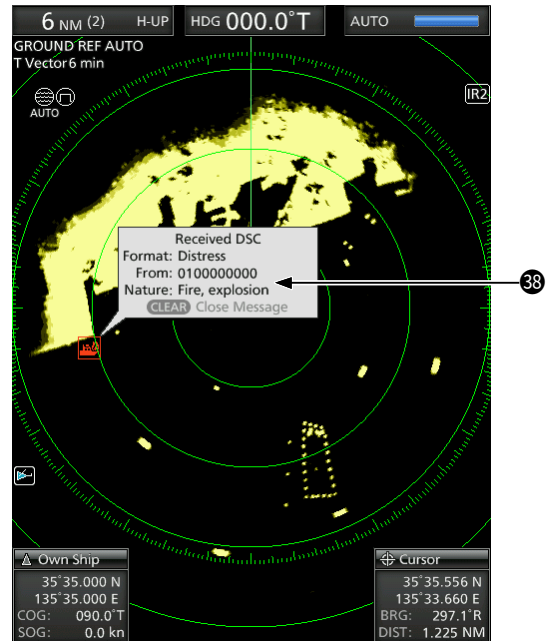 6 NM (2) H-UP HDG 000.0°T AUTO
GROUND REF AUTO
T Vector6 min
IR2
AUTO
Received DSC
Format: Distress
From: 0100000000
Nature: Fire, explosion
CLEAR Close Message
38
Own Ship
35°35.000 N
135°35.000 E
COG: 090.0°T
SOG: 0.0 kn
Cursor
35°35.556 N
135°33.660 E
BRG: 297.1°R
DIST: 1.225 NM